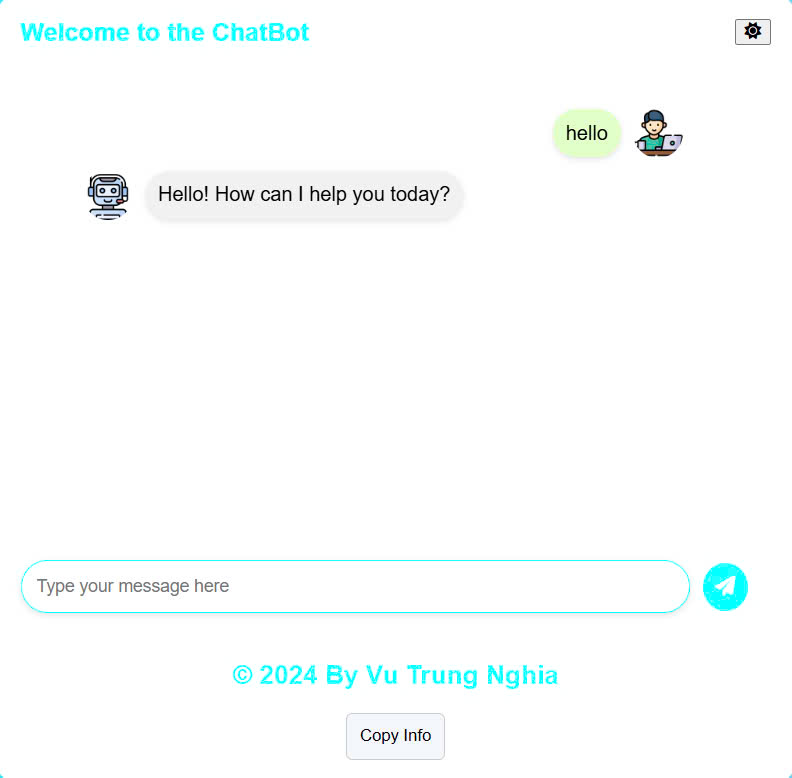 Welcome to the ChatBot
hello
Hello! How can I help you today?
Type your message here
© 2024 By Vu Trung Nghia
Copy Info